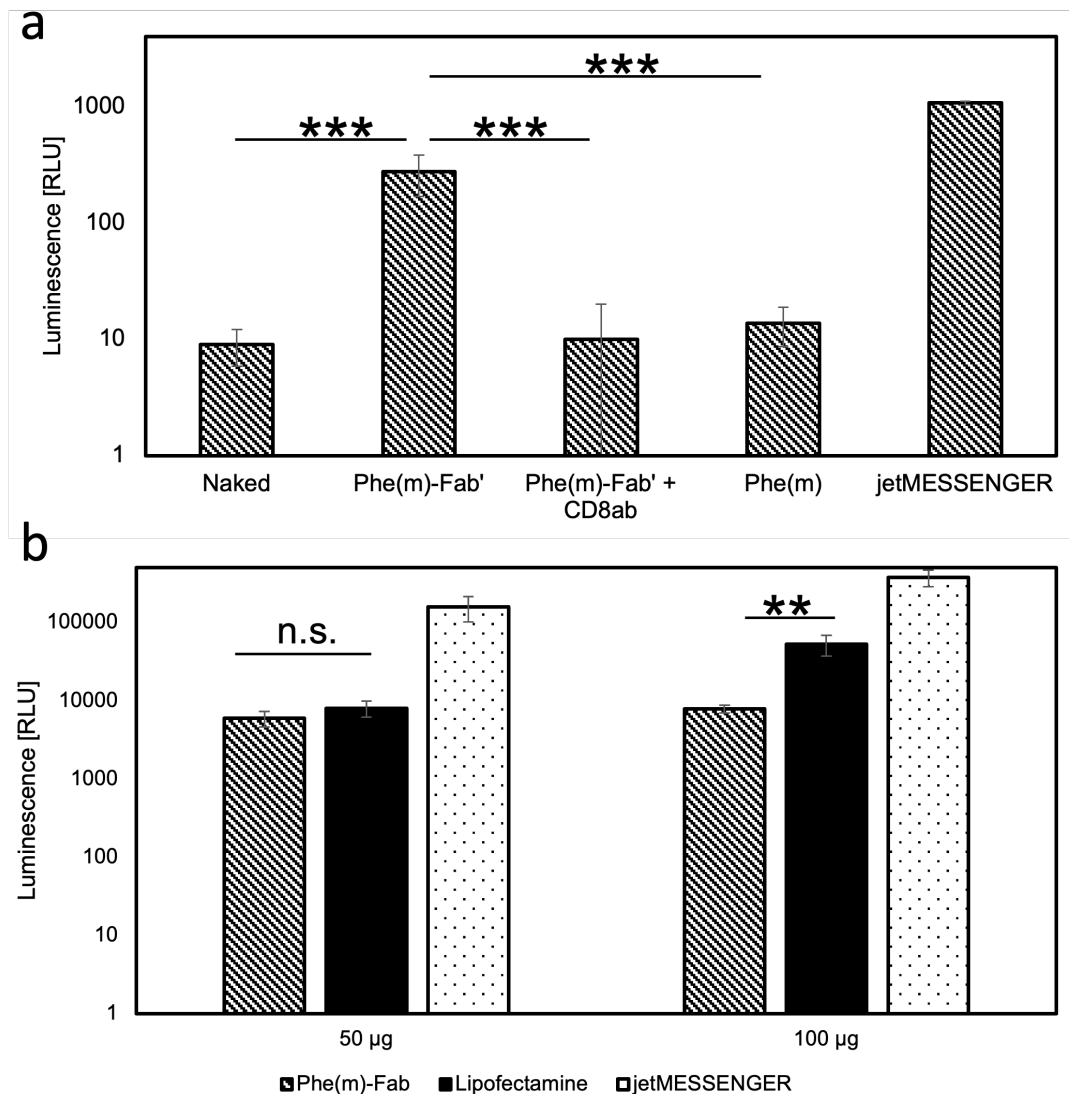 a
***
1000
*** ***
Luminescence [RLU]
100
10
1
Naked Phe(m)-Fab' Phe(m)-Fab' + Phe(m) jetMESSENGER
CD8ab
b
100000
n.s. **
10000
Luminescence [RLU]
1000
100
10
1
50 µg 100 µg
Phe(m)-Fab Lipofectamine jetMESSENGER